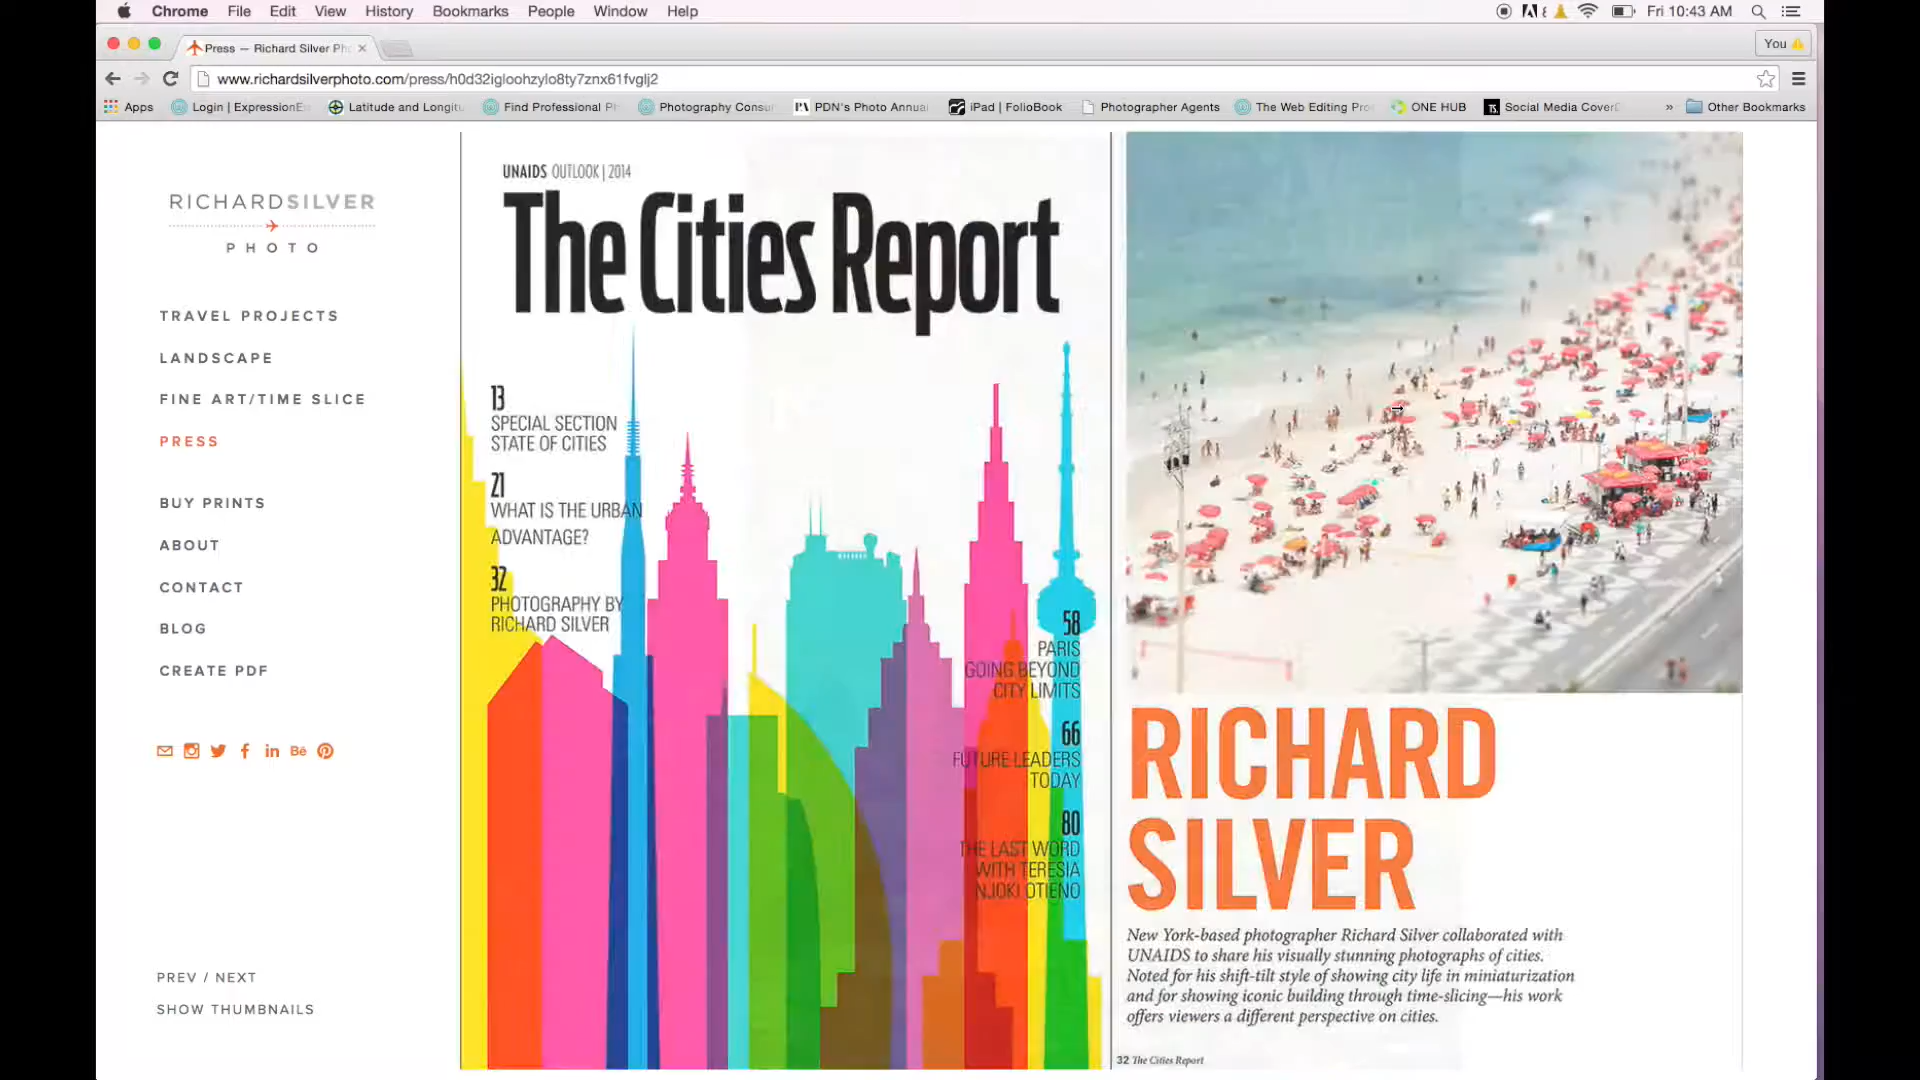 Chrome File Edit View History Bookmarks People Window Help
Fri 10:43 AM
Press — Richard Silver Ph
You
www.richardsilverphoto.com/press/h0d32igloohzylo8ty7znx61fvglj2
Apps Login | ExpressionE Latitude and Longitu Find Professional P Photography Consu PDN's Photo Annual iPad | FolioBook Photographer Agents The Web Editing Pro ONE HUB Social Media Cover » Other Bookmarks
RICHARDSILVER
PHOTO
TRAVEL PROJECTS
LANDSCAPE
FINE ART/TIME SLICE
PRESS
BUY PRINTS
ABOUT
CONTACT
BLOG
CREATE PDF
PREV / NEXT
SHOW THUMBNAILS
UNAIDS OUTLOOK | 2014
The Cities Report
13
SPECIAL SECTION
STATE OF CITIES
21
WHAT IS THE URBAN
ADVANTAGE?
32
PHOTOGRAPHY BY
RICHARD SILVER
58
PARIS
GOING BEYOND
CITY LIMITS
66
FUTURE LEADERS
TODAY
80
THE LAST WORD
WITH TERESIA
NJOKI OTIENO
RICHARD
SILVER
New York-based photographer Richard Silver collaborated with
UNAIDS to share his visually stunning photographs of cities.
Noted for his shift-tilt style of showing city life in miniaturization
and for showing iconic building through time-slicing—his work
offers viewers a different perspective on cities.
32 The Cities Report